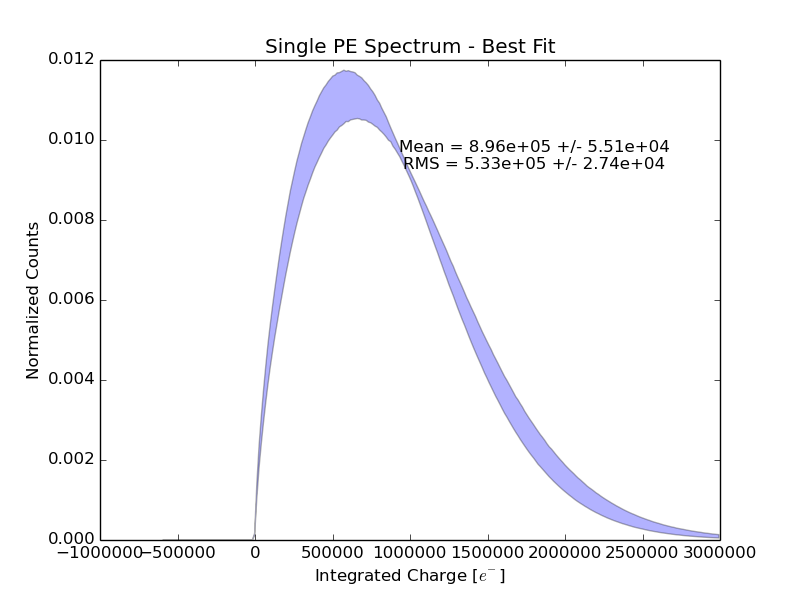 Single PE Spectrum - Best Fit
0.012
0.010
Mean = 8.96e+05 +/- 5.51e+04
RMS = 5.33e+05 +/- 2.74e+04
0.008
Normalized Counts
0.006
0.004
0.002
0.000
−1000000 −500000 0 500000 1000000 1500000 2000000 2500000 3000000
Integrated Charge [e⁻]